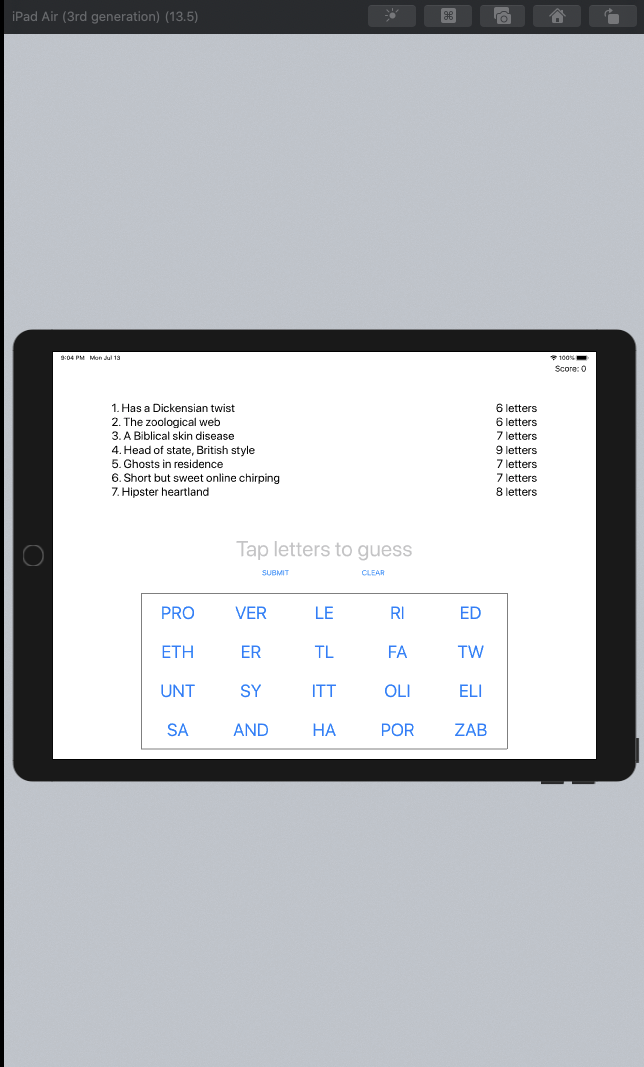 iPad Air (3rd generation) (13.5)
9:04 PM Mon Jul 13 100%
Score: 0
1. Has a Dickensian twist 6 letters
2. The zoological web 6 letters
3. A Biblical skin disease 7 letters
4. Head of state, British style 9 letters
5. Ghosts in residence 7 letters
6. Short but sweet online chirping 7 letters
7. Hipster heartland 8 letters
Tap letters to guess
SUBMIT CLEAR
PRO VER LE RI ED
ETH ER TL FA TW
UNT SY ITT OLI ELI
SA AND HA POR ZAB